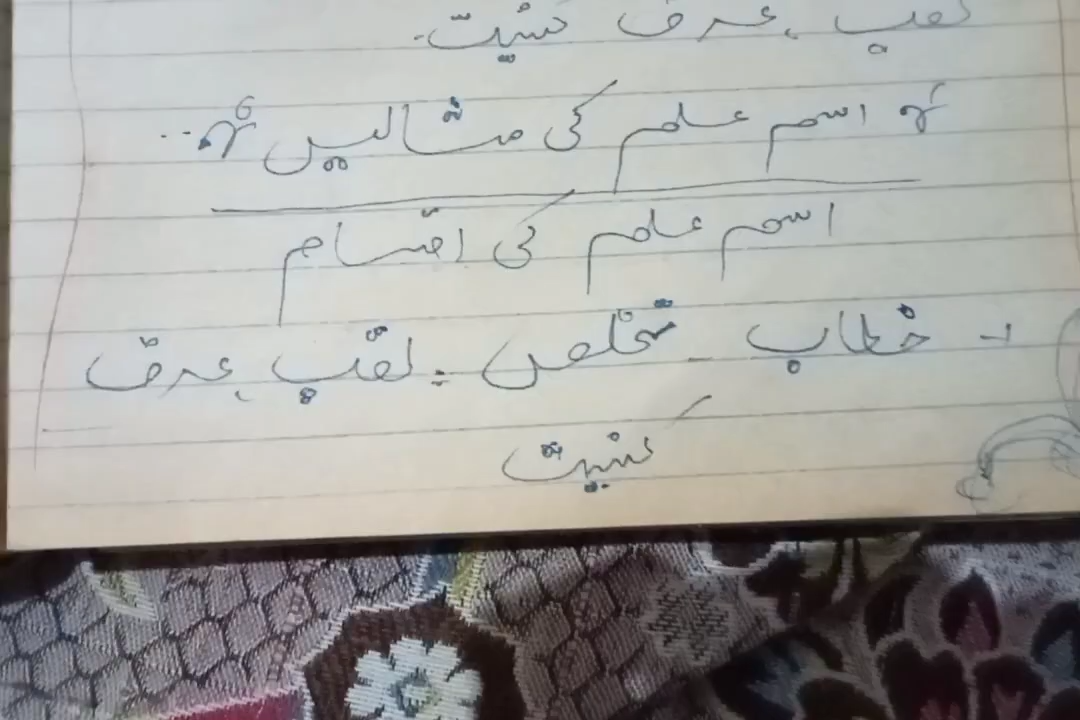 لقب، عرف کنیت۔
اسم علم کی مثالیں
اسم علم کی اقسام
خطاب - تخلص - لقب، عرف
کنیت